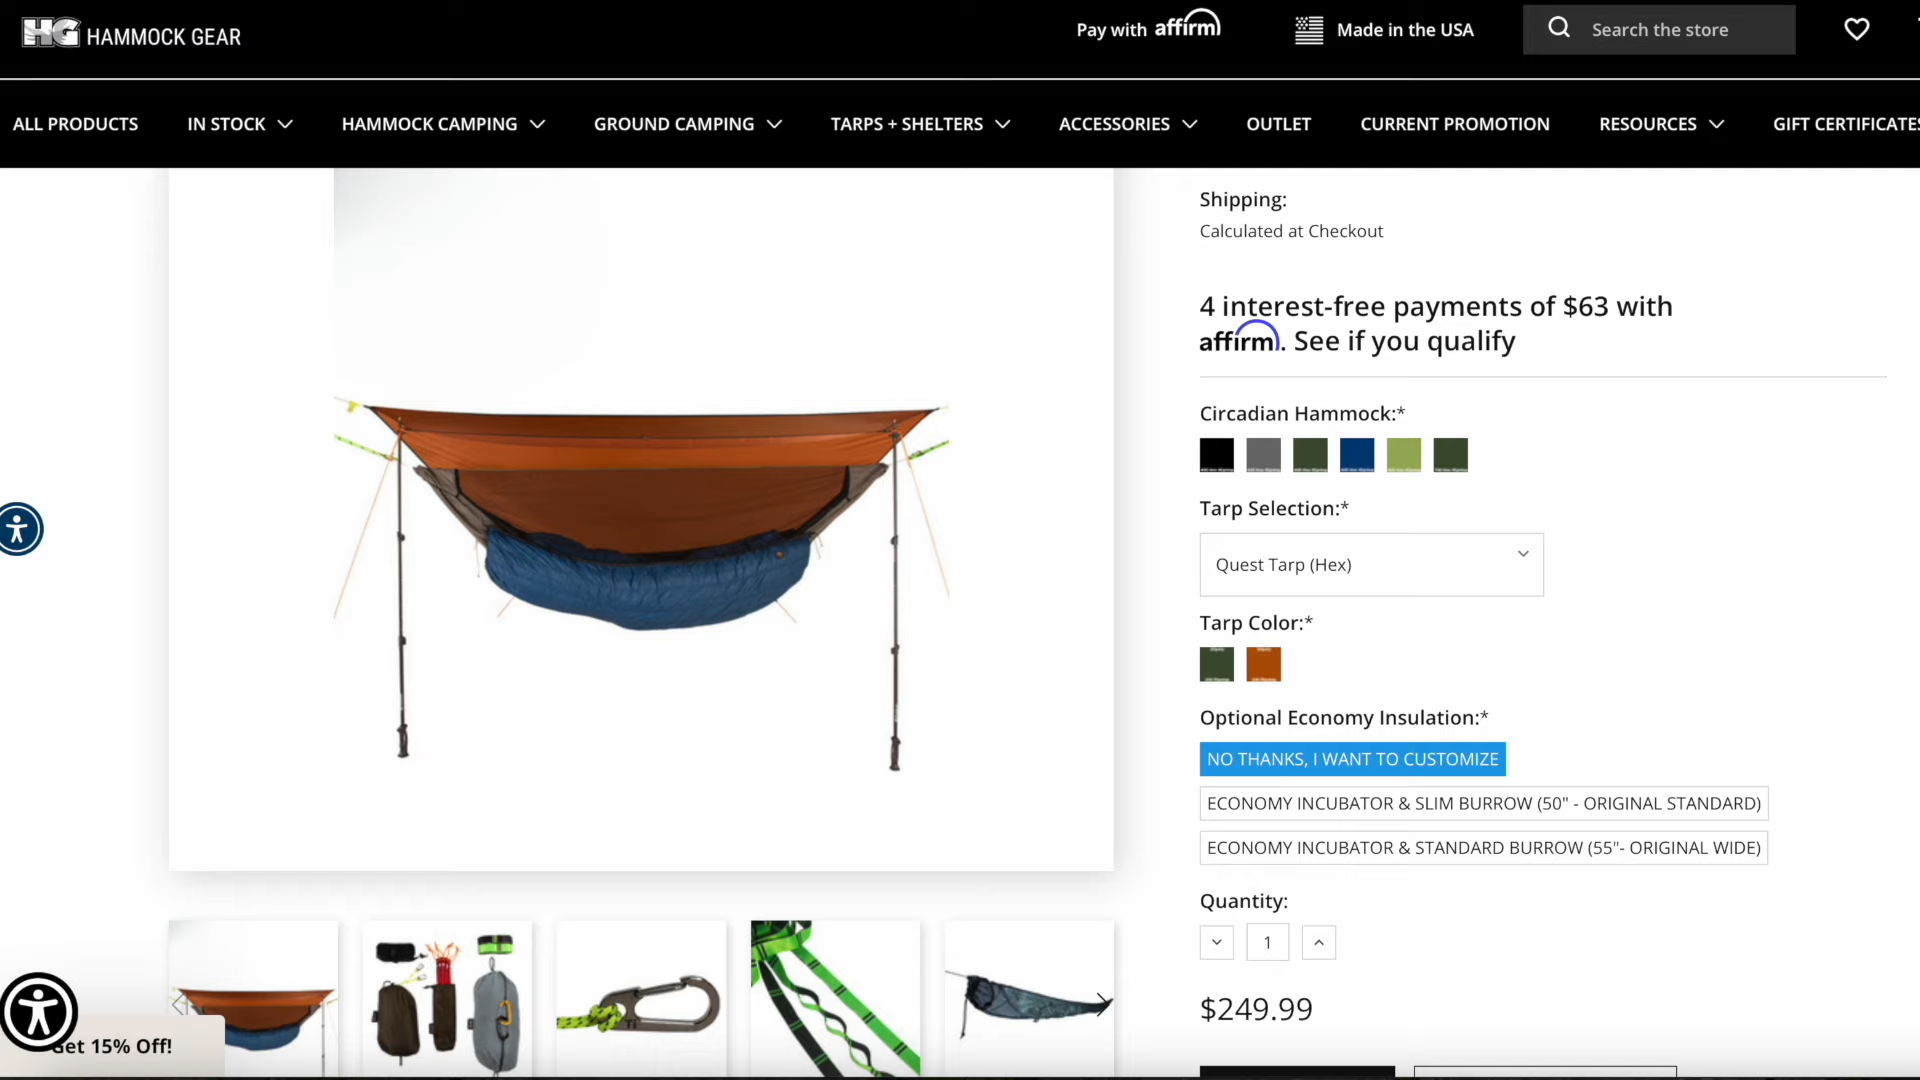 HG HAMMOCK GEAR
Pay with affirm
Made in the USA
Search the store
ALL PRODUCTS
IN STOCK
HAMMOCK CAMPING
GROUND CAMPING
TARPS + SHELTERS
ACCESSORIES
OUTLET
CURRENT PROMOTION
RESOURCES
GIFT CERTIFICATES
Shipping:
Calculated at Checkout
4 interest-free payments of $63 with
affirm. See if you qualify
Circadian Hammock:*
Tarp Selection:*
Quest Tarp (Hex)
Tarp Color:*
Optional Economy Insulation:*
NO THANKS, I WANT TO CUSTOMIZE
ECONOMY INCUBATOR & SLIM BURROW (50" - ORIGINAL STANDARD)
ECONOMY INCUBATOR & STANDARD BURROW (55"- ORIGINAL WIDE)
Quantity:
1
$249.99
Get 15% Off!